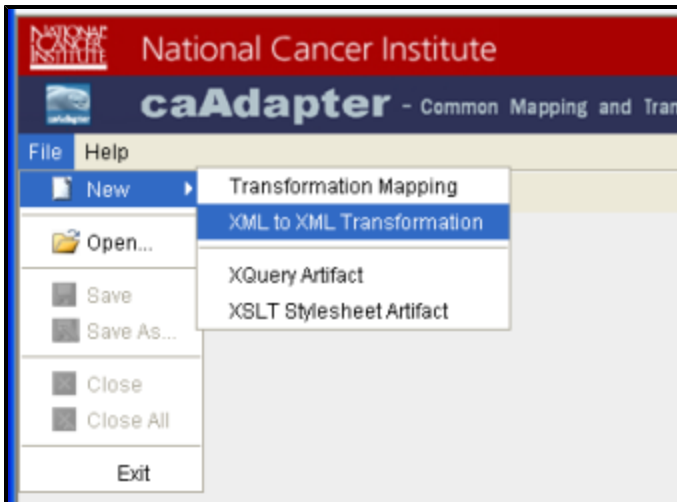 NATIONAL
CANCER
INSTITUTE
National Cancer Institute
caAdapter - Common Mapping and Tran
File Help
New
Transformation Mapping
XML to XML Transformation
Open...
XQuery Artifact
Save
XSLT Stylesheet Artifact
Save As...
Close
Close All
Exit